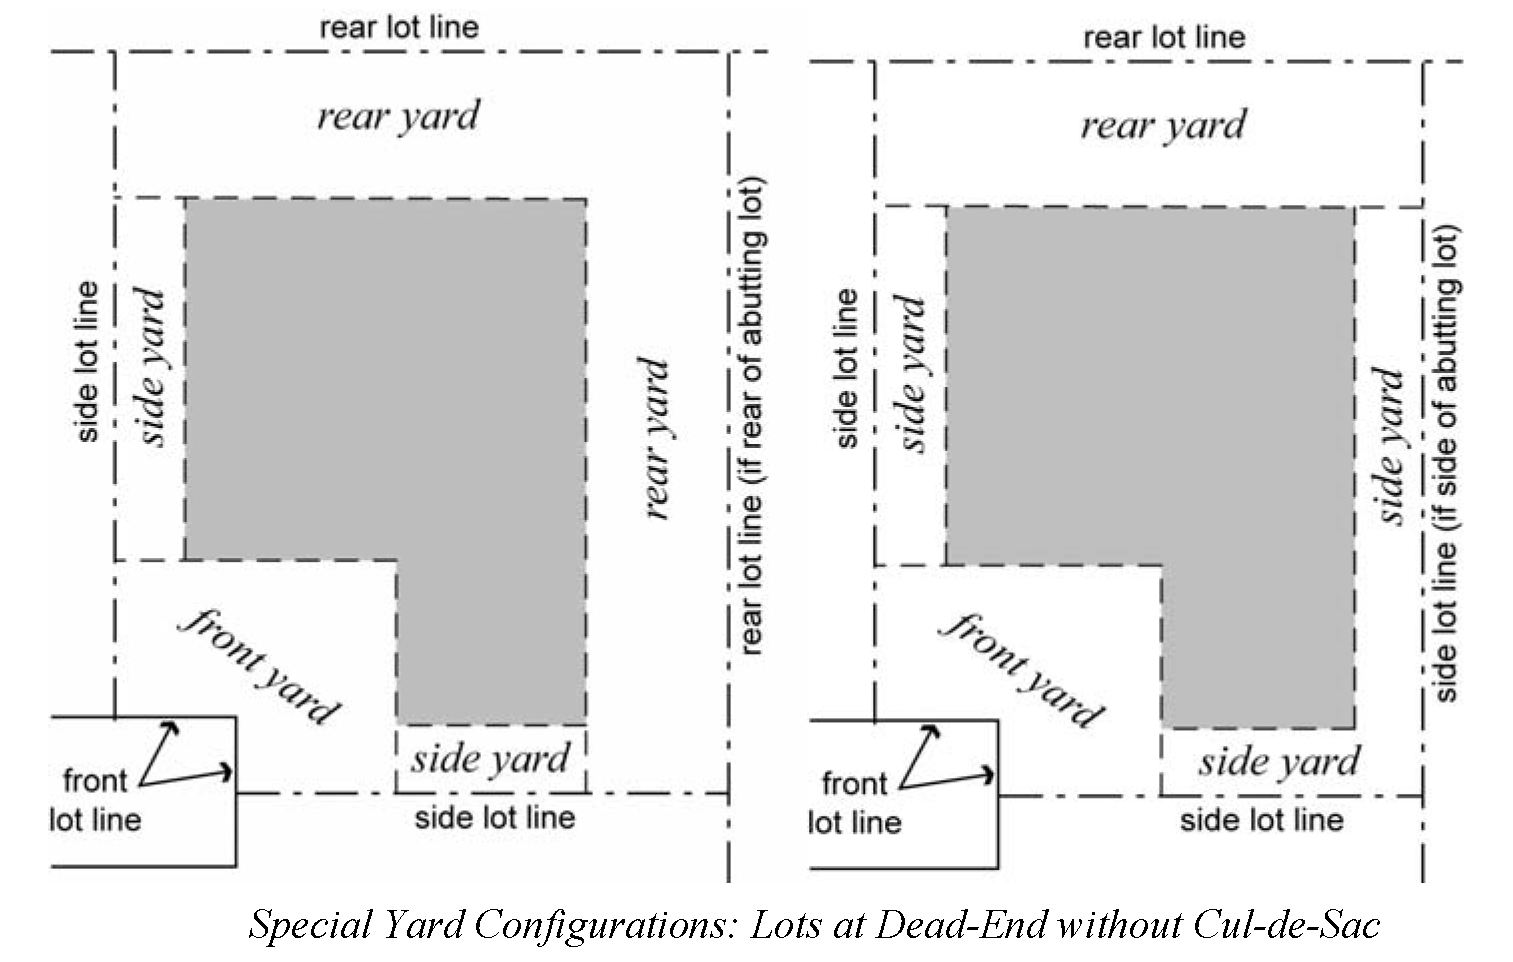 rear lot line
rear yard
side lot line
side yard
rear yard
rear lot line (if rear of abutting lot)
front yard
side yard
front
lot line
side lot line
rear lot line
rear yard
side lot line
side yard
side yard
side lot line (if side of abutting lot)
front yard
side yard
front
lot line
side lot line
Special Yard Configurations: Lots at Dead-End without Cul-de-Sac